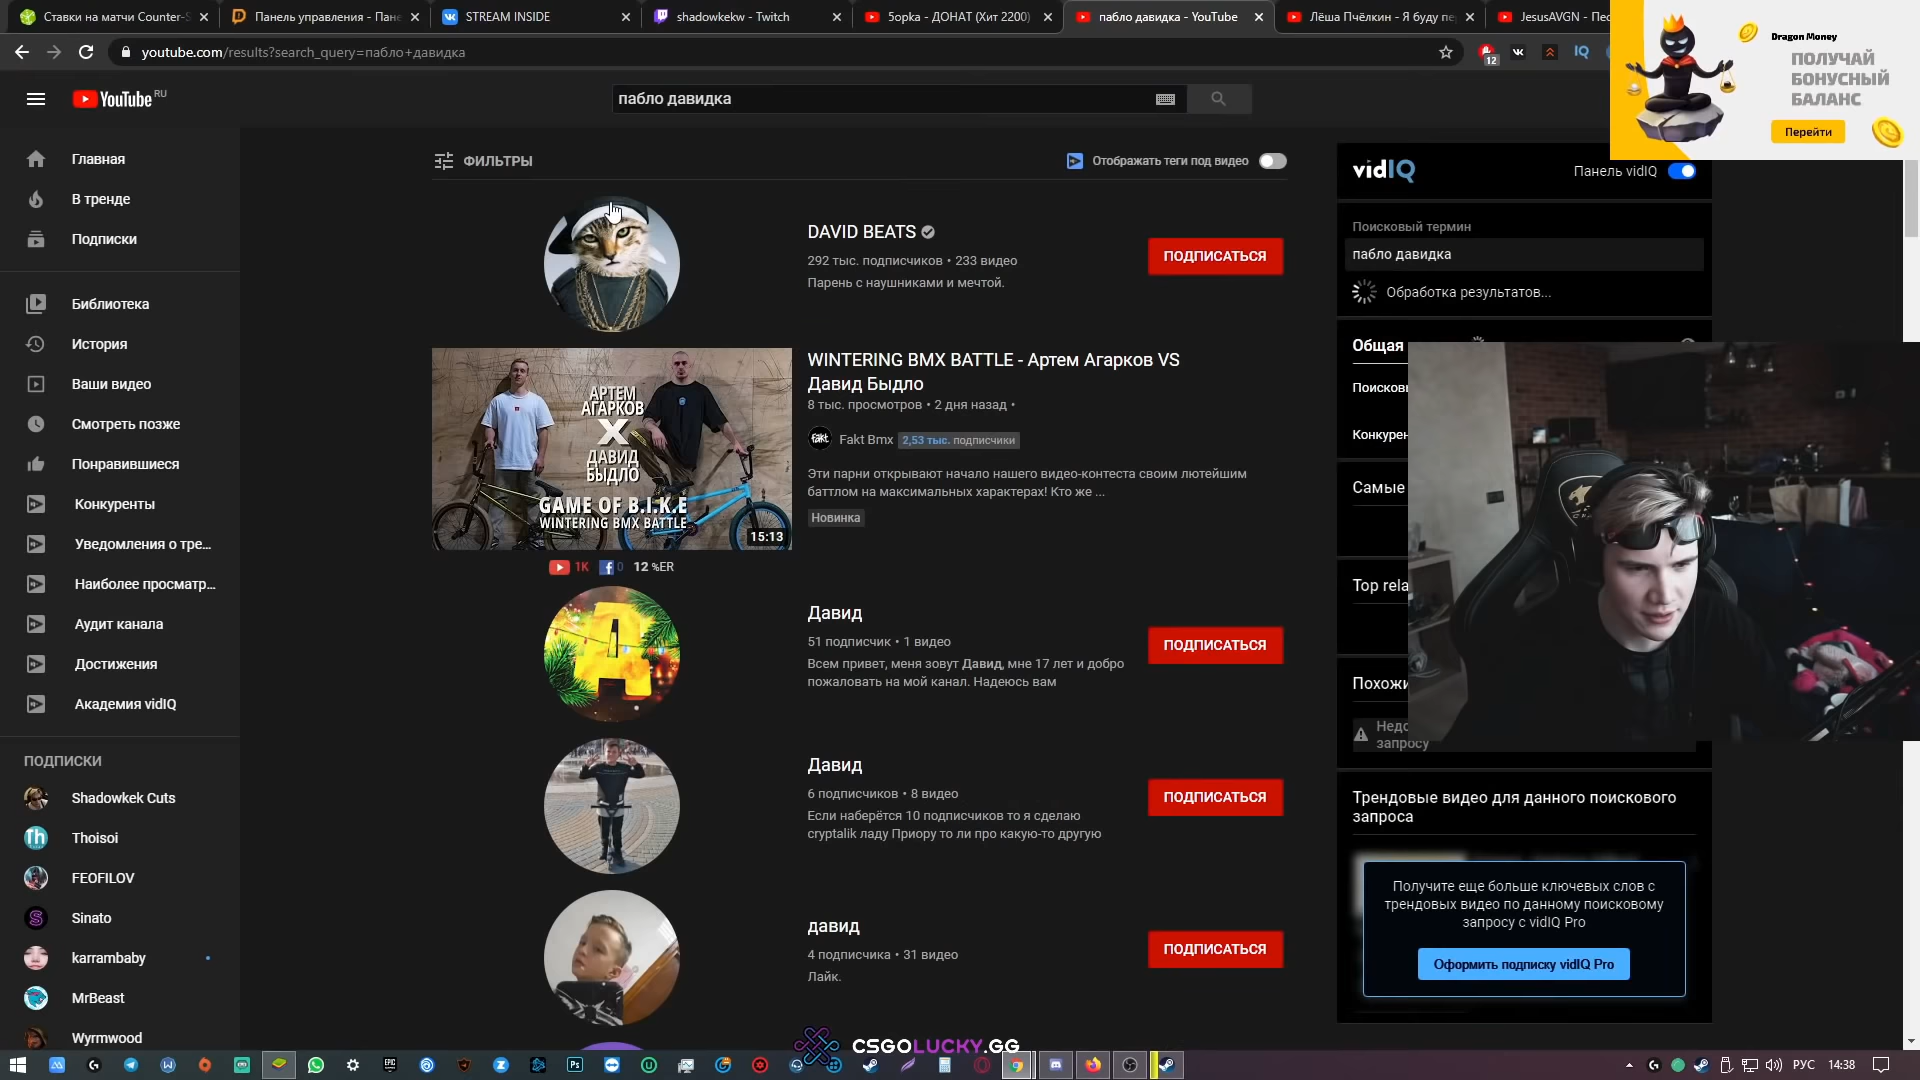 Ставки на матчи Counter-S
Панель управления - Пане
STREAM INSIDE
shadowkekw - Twitch
5opka - ДОНАТ (Хит 2200)
пабло давидка - YouTube
Лёша Пчёлкин - Я буду пе
JesusAVGN - Пес
youtube.com/results?search_query=пабло+давидка
12
IQ
Dragon Money
ПОЛУЧАЙ
БОНУСНЫЙ
БАЛАНС
Перейти
YouTube RU
пабло давидка
Главная
В тренде
Подписки
Библиотека
История
Ваши видео
Смотреть позже
Понравившиеся
Конкуренты
Уведомления о тре...
Наиболее просматр...
Аудит канала
Достижения
Академия vidIQ
ПОДПИСКИ
Shadowkek Cuts
Thoisoi
FEOFILOV
Sinato
karrambaby
MrBeast
Wyrmwood
ФИЛЬТРЫ
Отображать теги под видео
DAVID BEATS
292 тыс. подписчиков • 233 видео
Парень с наушниками и мечтой.
ПОДПИСАТЬСЯ
АРТЕМ
АГАРКОВ
X
ДАВИД
БЫДЛО
GAME OF B.I.K.E
WINTERING BMX BATTLE
15:13
1K 0 12 %ER
WINTERING BMX BATTLE - Артем Агарков VS
Давид Быдло
8 тыс. просмотров • 2 дня назад •
Fakt Bmx 2,53 тыс. подписчики
Эти парни открывают начало нашего видео-контеста своим лютейшим
баттлом на максимальных характерах! Кто же ...
Новинка
Давид
51 подписчик • 1 видео
Всем привет, меня зовут Давид, мне 17 лет и добро
пожаловать на мой канал. Надеюсь вам
ПОДПИСАТЬСЯ
Давид
6 подписчиков • 8 видео
Если наберётся 10 подписчиков то я сделаю
cryptalik ладу Приору то ли про какую-то другую
ПОДПИСАТЬСЯ
давид
4 подписчика • 31 видео
Лайк.
ПОДПИСАТЬСЯ
vidIQ
Панель vidIQ
Поисковый термин
пабло давидка
Обработка результатов...
Общая
Поисковы
Конкурен
Самые
Top rela
Похожи
Недо
запросу
Трендовые видео для данного поискового
запроса
Получите еще больше ключевых слов с
трендовых видео по данному поисковому
запросу с vidIQ Pro
Оформить подписку vidIQ Pro
CSGOLUCKY.GG
РУС
14:38